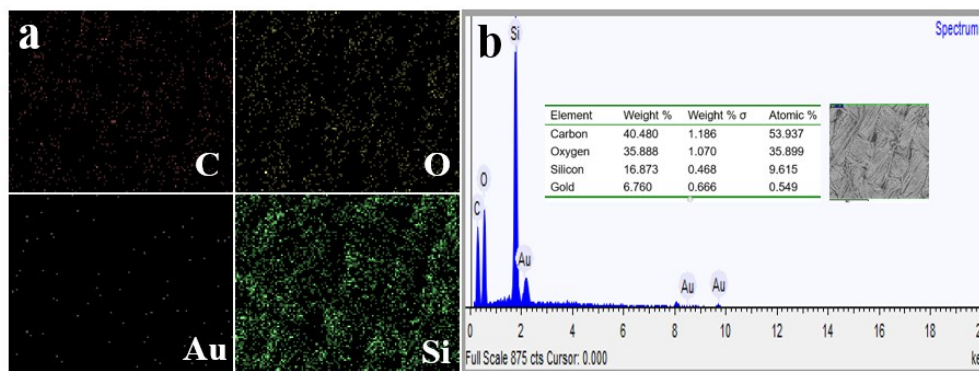 a
C
O
Au
Si
b
Spectrum
Si
O
C
Au
Au
Au
Element Weight % Weight % σ Atomic %
Carbon 40.480 1.186 53.937
Oxygen 35.888 1.070 35.899
Silicon 16.873 0.468 9.615
Gold 6.760 0.666 0.549
0 2 4 6 8 10 12 14 16 18 2
Full Scale 875 cts Cursor: 0.000 ke